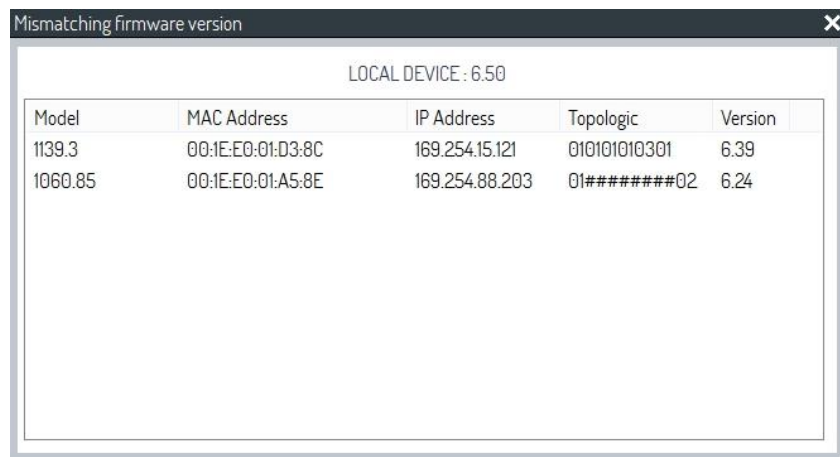 Mismatching firmware version
LOCAL DEVICE : 6.50
Model MAC Address IP Address Topologic Version
1139.3 00:1E:E0:01:D3:8C 169.254.15.121 010101010301 6.39
1060.85 00:1E:E0:01:A5:8E 169.254.88.203 01########02 6.24